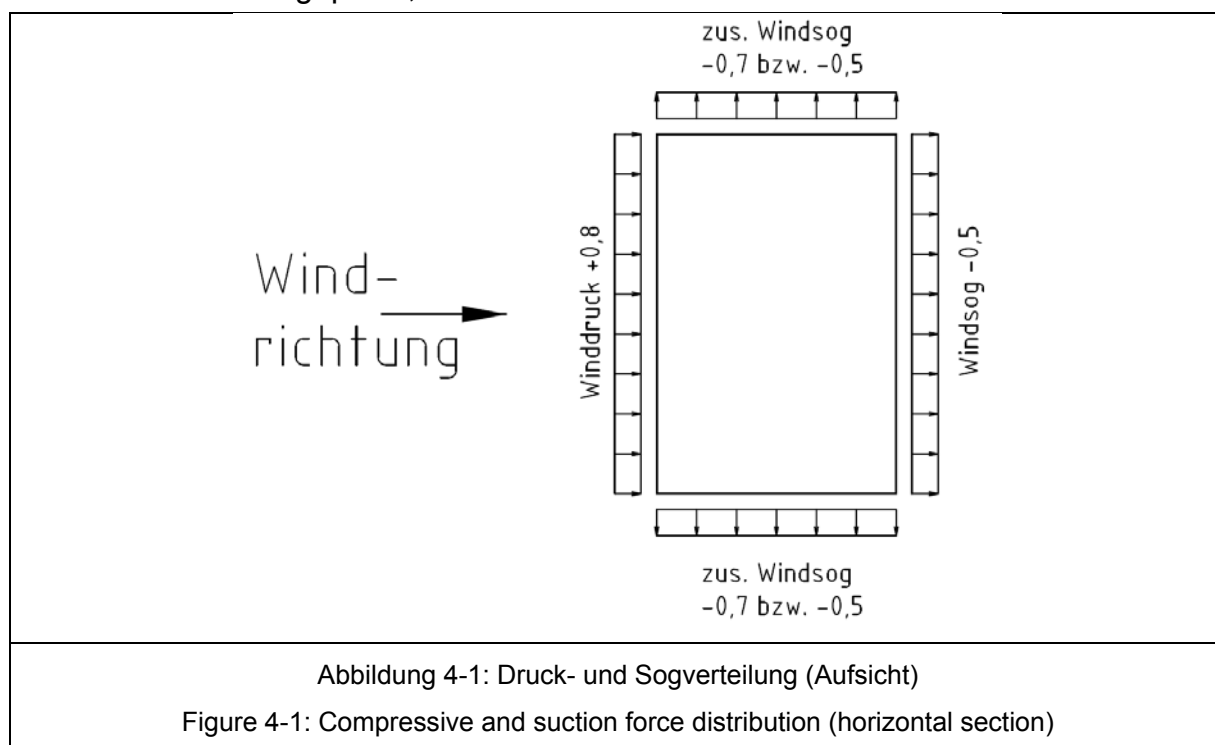 zus. Windsog
-0,7 bzw. -0,5
Wind-
richtung
Winddruck +0,8
Windsog -0,5
zus. Windsog
-0,7 bzw. -0,5
Abbildung 4-1: Druck- und Sogverteilung (Aufsicht)
Figure 4-1: Compressive and suction force distribution (horizontal section)